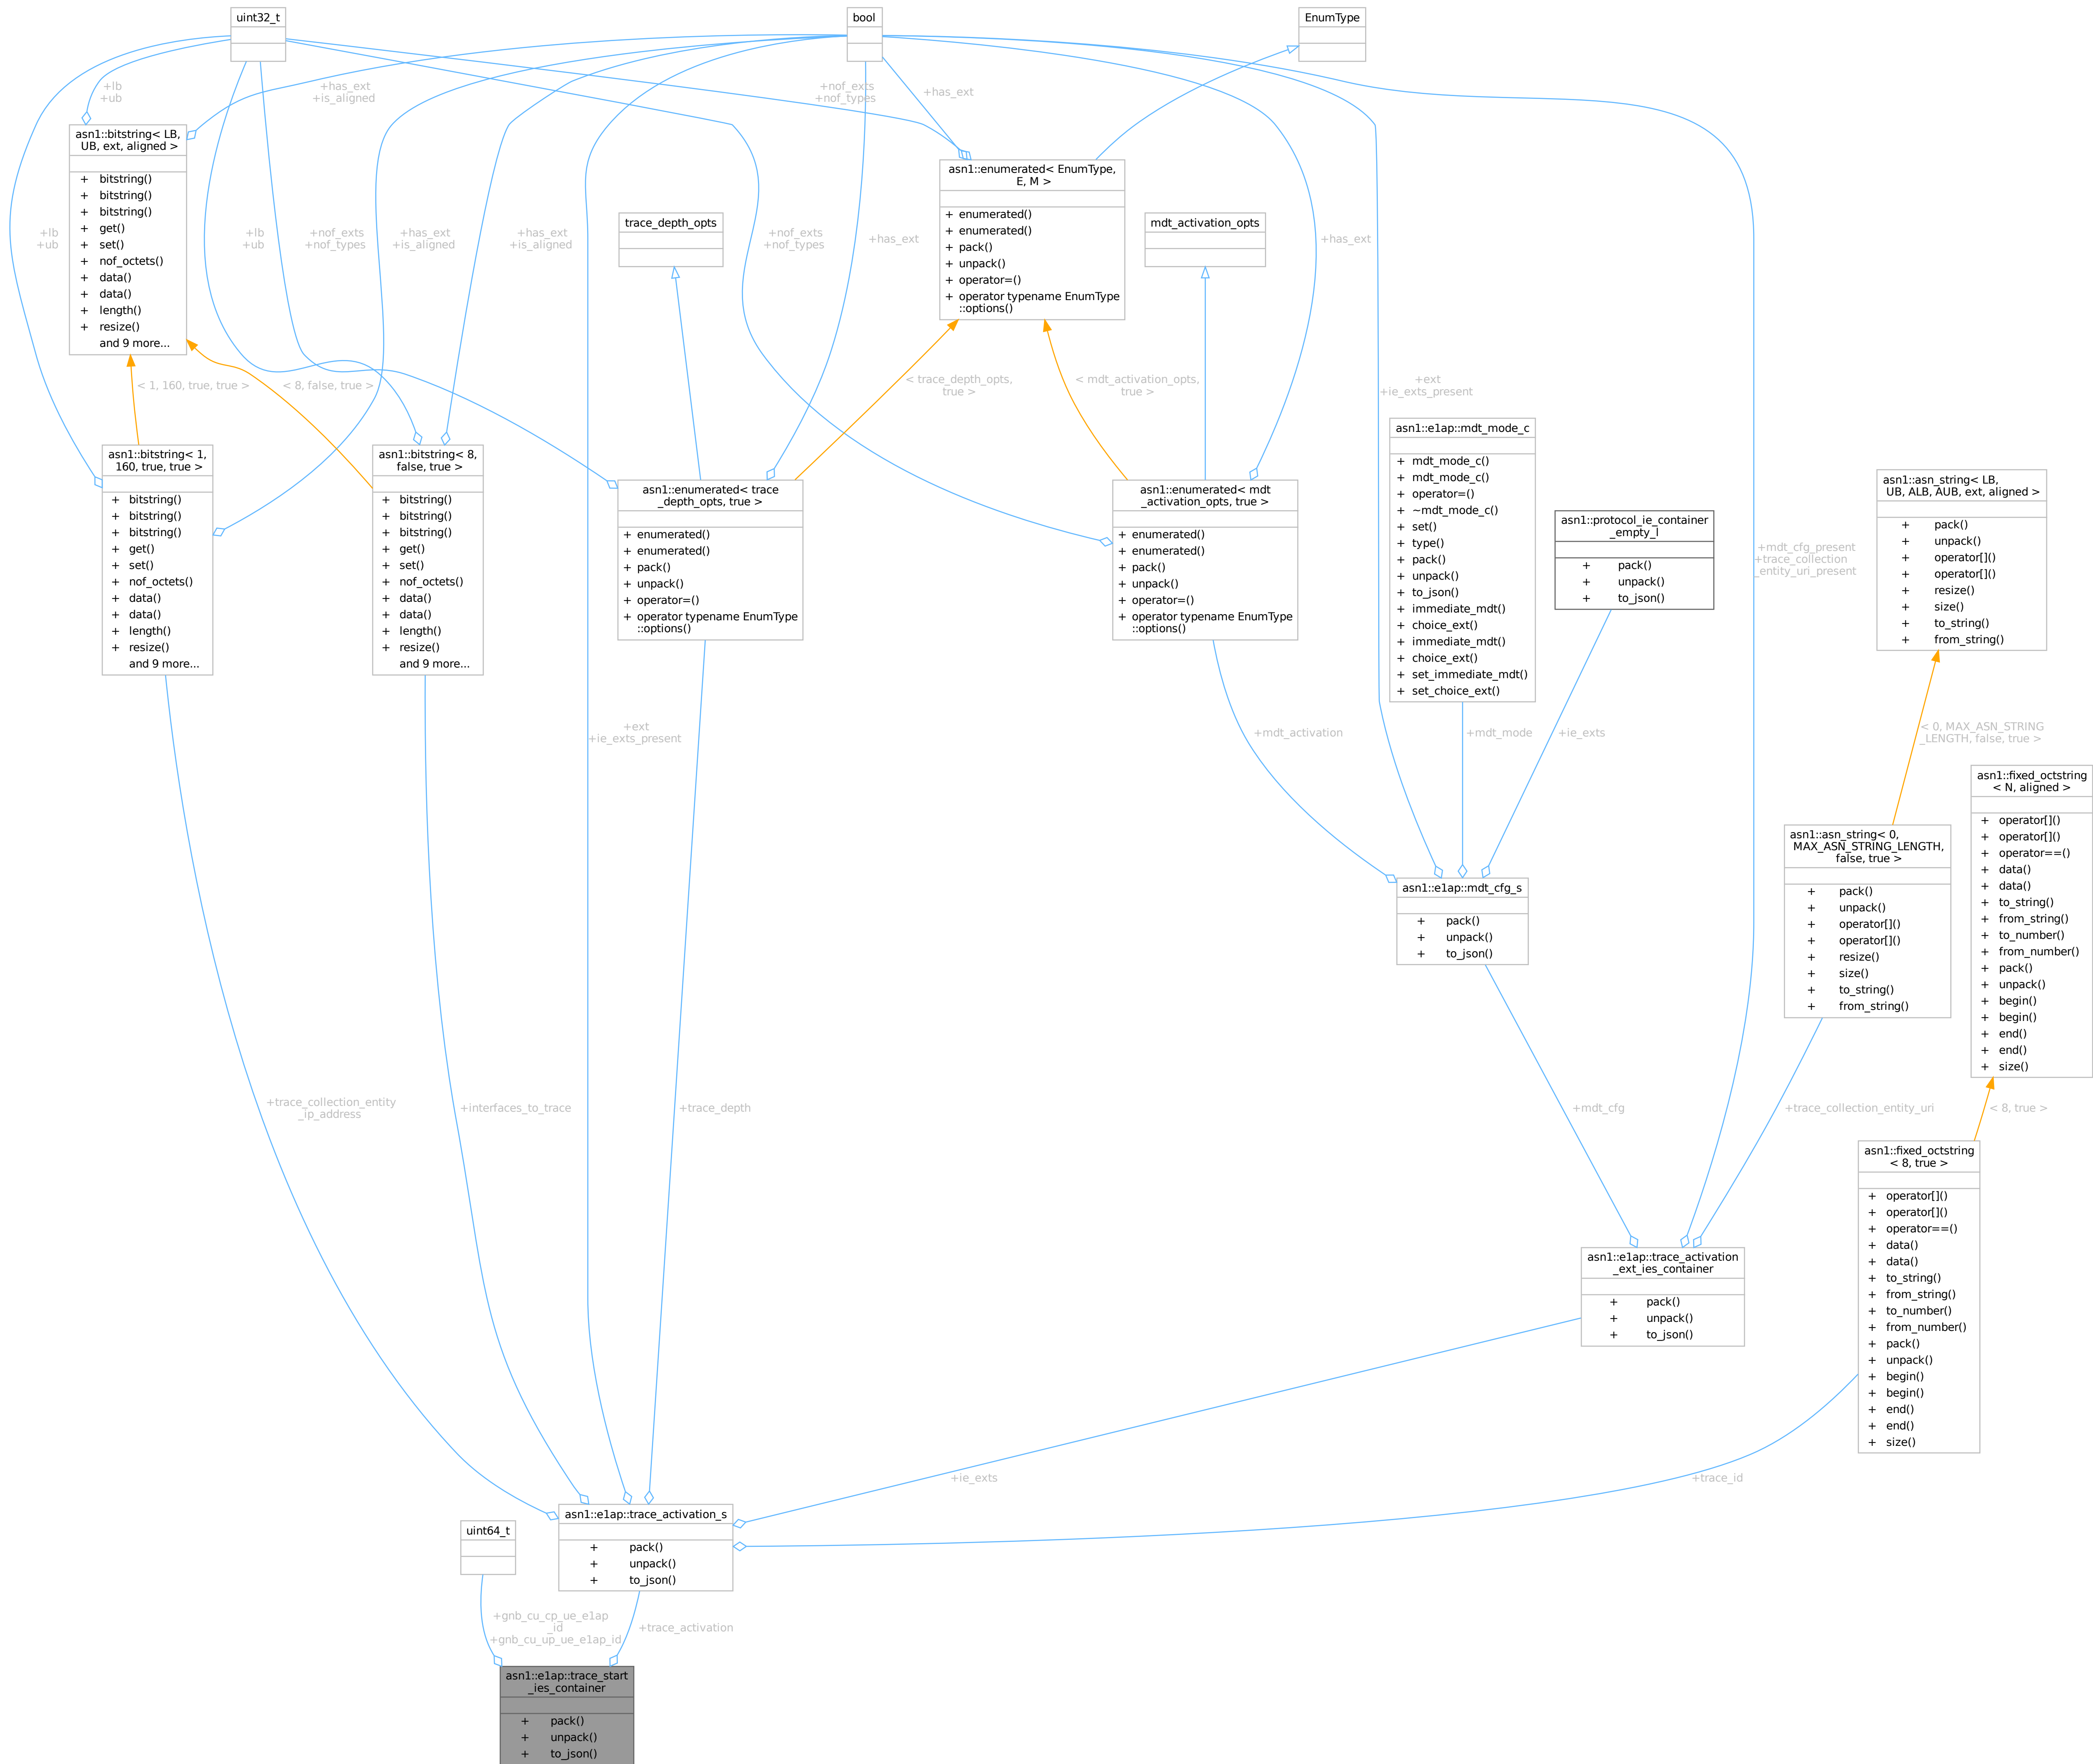 uint32_t
bool
EnumType
+lb
+ub
+has_ext
+is_aligned
+nof_exts
+nof_types
+has_ext
asn1::bitstring< LB,
UB, ext, aligned >
+ bitstring()
+ bitstring()
+ bitstring()
+ get()
+ set()
+ nof_octets()
+ data()
+ data()
+ length()
+ resize()
and 9 more...
asn1::enumerated< EnumType,
E, M >
+ enumerated()
+ enumerated()
+ pack()
+ unpack()
+ operator=()
+ operator typename EnumType
::options()
trace_depth_opts
mdt_activation_opts
+lb
+ub
+lb
+ub
+nof_exts
+nof_types
+has_ext
+is_aligned
+has_ext
+is_aligned
+nof_exts
+nof_types
+has_ext
+has_ext
< 1, 160, true, true >
< 8, false, true >
< trace_depth_opts,
true >
< mdt_activation_opts,
true >
+ext
+ie_exts_present
asn1::bitstring< 1,
160, true, true >
+ bitstring()
+ bitstring()
+ bitstring()
+ get()
+ set()
+ nof_octets()
+ data()
+ data()
+ length()
+ resize()
and 9 more...
asn1::bitstring< 8,
false, true >
+ bitstring()
+ bitstring()
+ bitstring()
+ get()
+ set()
+ nof_octets()
+ data()
+ data()
+ length()
+ resize()
and 9 more...
asn1::enumerated< trace
_depth_opts, true >
+ enumerated()
+ enumerated()
+ pack()
+ unpack()
+ operator=()
+ operator typename EnumType
::options()
asn1::enumerated< mdt
_activation_opts, true >
+ enumerated()
+ enumerated()
+ pack()
+ unpack()
+ operator=()
+ operator typename EnumType
::options()
asn1::e1ap::mdt_mode_c
+ mdt_mode_c()
+ mdt_mode_c()
+ operator=()
+ ~mdt_mode_c()
+ set()
+ type()
+ pack()
+ unpack()
+ to_json()
+ immediate_mdt()
+ choice_ext()
+ immediate_mdt()
+ choice_ext()
+ set_immediate_mdt()
+ set_choice_ext()
asn1::protocol_ie_container
_empty_l
+ pack()
+ unpack()
+ to_json()
+mdt_cfg_present
+trace_collection
_entity_uri_present
asn1::asn_string< LB,
UB, ALB, AUB, ext, aligned >
+ pack()
+ unpack()
+ operator[]()
+ operator[]()
+ resize()
+ size()
+ to_string()
+ from_string()
+ext
+ie_exts_present
+mdt_activation
+mdt_mode
+ie_exts
< 0, MAX_ASN_STRING
_LENGTH, false, true >
asn1::fixed_octstring
< N, aligned >
+ operator[]()
+ operator[]()
+ operator==()
+ data()
+ data()
+ to_string()
+ from_string()
+ to_number()
+ from_number()
+ pack()
+ unpack()
+ begin()
+ begin()
+ end()
+ end()
+ size()
asn1::asn_string< 0,
MAX_ASN_STRING_LENGTH,
false, true >
+ pack()
+ unpack()
+ operator[]()
+ operator[]()
+ resize()
+ size()
+ to_string()
+ from_string()
asn1::e1ap::mdt_cfg_s
+ pack()
+ unpack()
+ to_json()
+trace_collection_entity
_ip_address
+interfaces_to_trace
+trace_depth
+mdt_cfg
+trace_collection_entity_uri
< 8, true >
asn1::fixed_octstring
< 8, true >
+ operator[]()
+ operator[]()
+ operator==()
+ data()
+ data()
+ to_string()
+ from_string()
+ to_number()
+ from_number()
+ pack()
+ unpack()
+ begin()
+ begin()
+ end()
+ end()
+ size()
asn1::e1ap::trace_activation
_ext_ies_container
+ pack()
+ unpack()
+ to_json()
+ie_exts
+trace_id
asn1::e1ap::trace_activation_s
+ pack()
+ unpack()
+ to_json()
uint64_t
+gnb_cu_cp_ue_e1ap
_id
+gnb_cu_up_ue_e1ap_id
+trace_activation
asn1::e1ap::trace_start
_ies_container
+ pack()
+ unpack()
+ to_json()